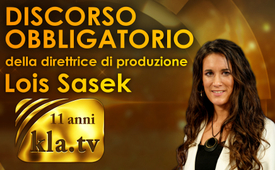 DISCORSO
OBBLIGATORIO
della direttrice di produzione
Lois Sasek
11 anni
kla.tv